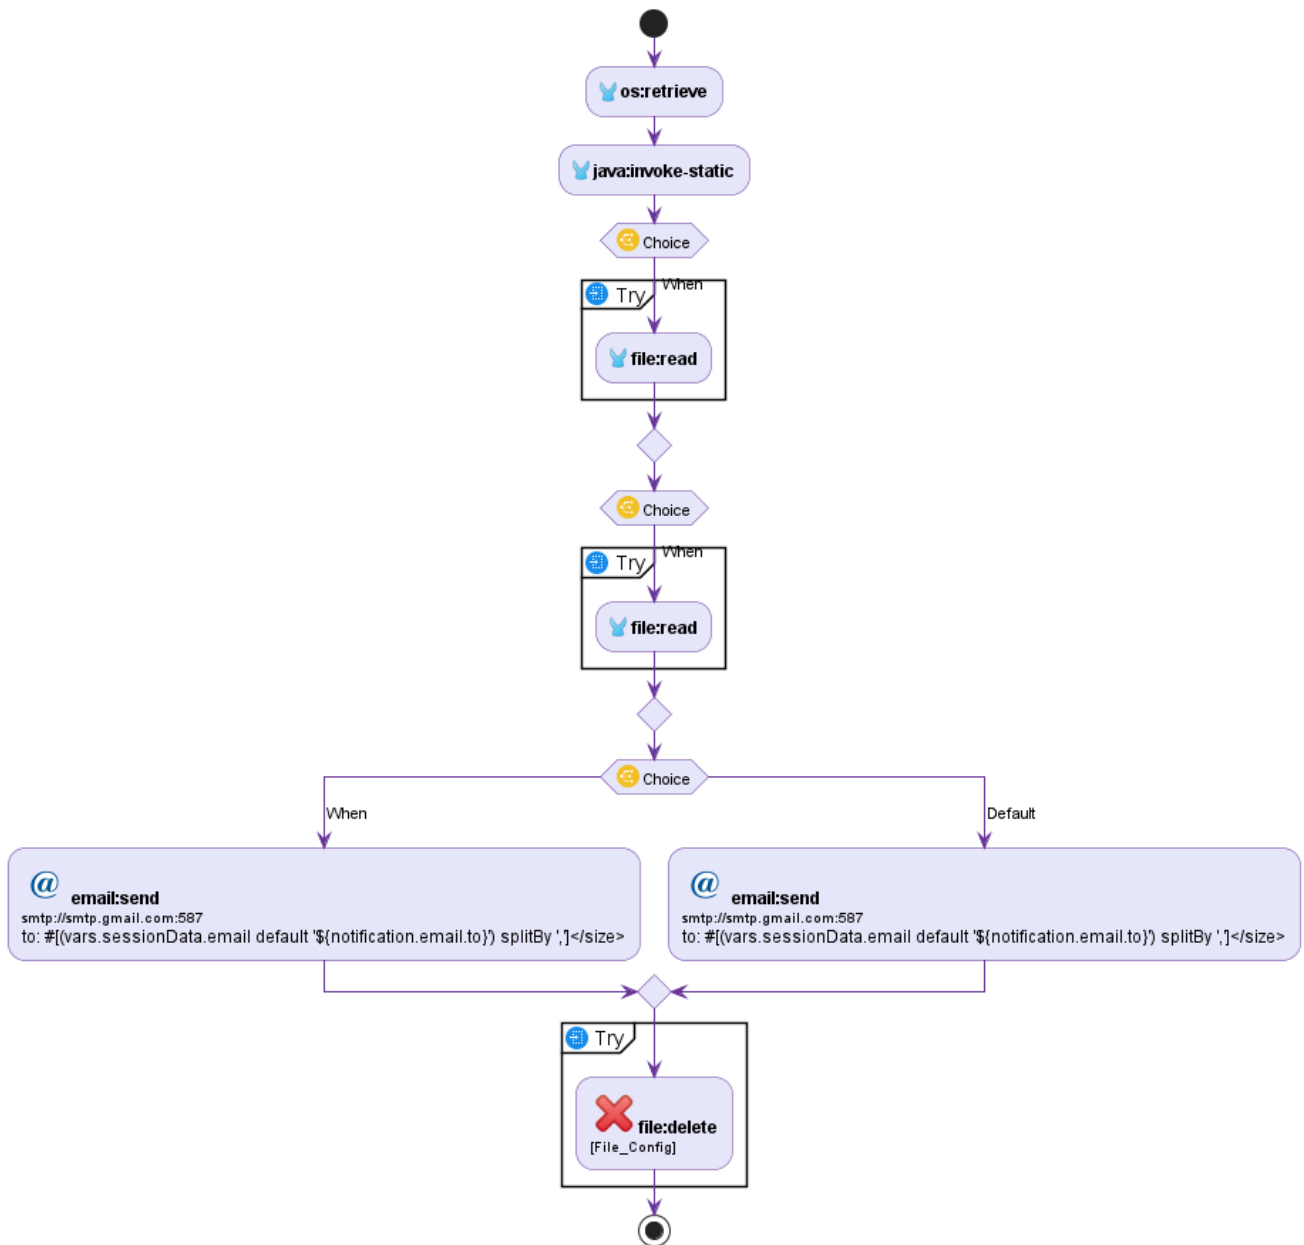 os:retrieve
java:invoke-static
Choice
When
Try
file:read
Choice
When
Try
file:read
Choice
When
Default
@
email:send
smtp://smtp.gmail.com:587
to: #[(vars.sessionData.email default '${notification.email.to}') splitBy ',']</size>
@
email:send
smtp://smtp.gmail.com:587
to: #[(vars.sessionData.email default '${notification.email.to}') splitBy ',']</size>
Try
file:delete
[File_Config]